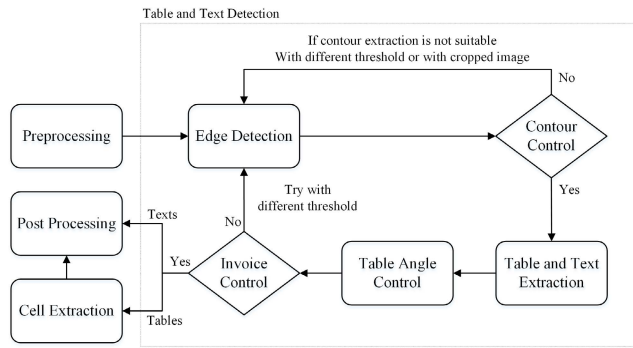 Table and Text Detection
If contour extraction is not suitable
With different threshold or with cropped image
No
Preprocessing
Edge Detection
Contour
Control
Yes
Try with
different threshold
No
Texts
Post Processing
Yes
Invoice
Control
Table Angle
Control
Table and Text
Extraction
Cell Extraction
Tables